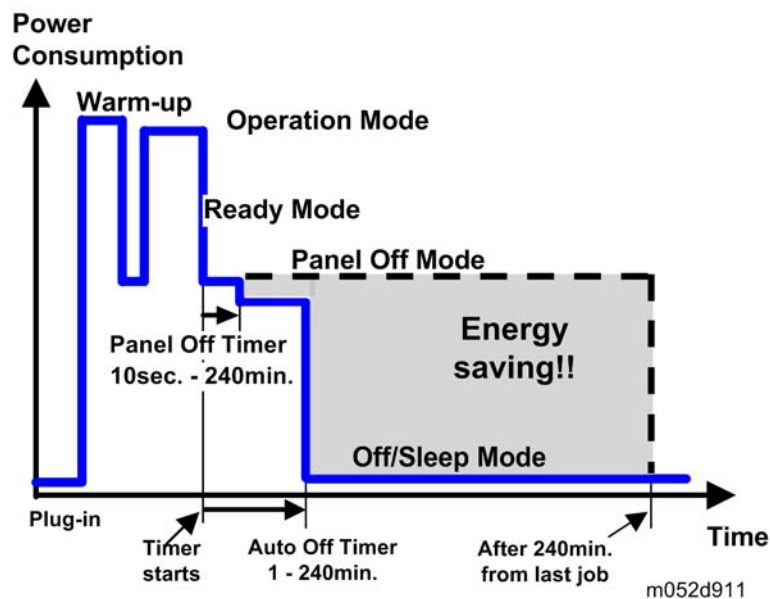 Power
Consumption
Warm-up
Operation Mode
Ready Mode
Panel Off Mode
Panel Off Timer
10sec. - 240min.
Energy
saving!!
Off/Sleep Mode
Plug-in
Time
Timer
starts
Auto Off Timer
1 - 240min.
After 240min.
from last job
m052d911